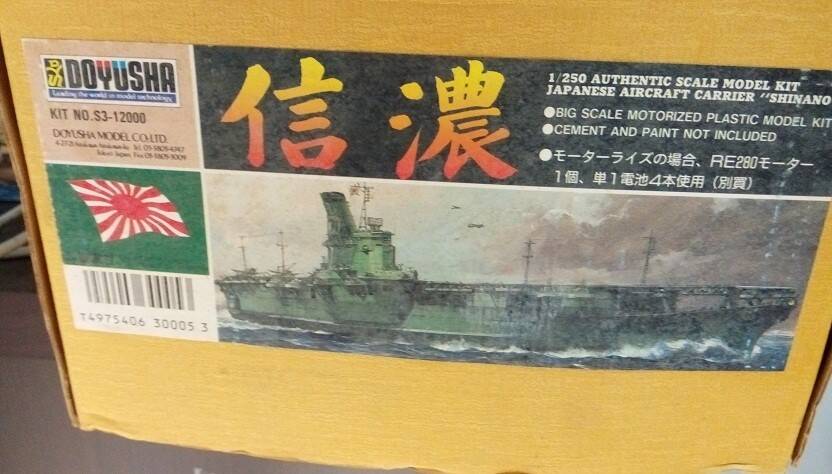 DOYUSHA
Leading the world in model technology.
KIT NO. S3-12000
DOYUSHA MODEL CO.LTD.
信濃
1/250 AUTHENTIC SCALE MODEL KIT
JAPANESE AIRCRAFT CARRIER "SHINANO
●BIG SCALE MOTORIZED PLASTIC MODEL KIT
●CEMENT AND PAINT NOT INCLUDED
●モーターライズの場合、RE280モーター
1個、単1電池4本使用(別買)
T4975406 30005 3